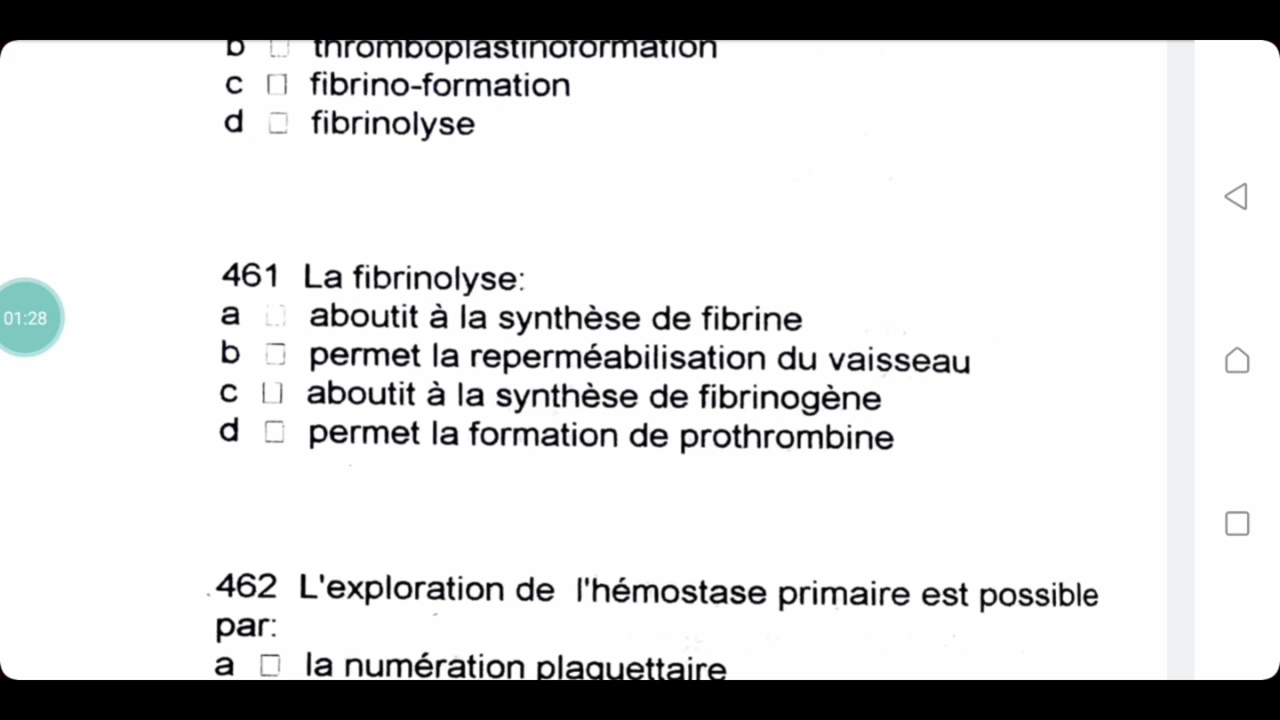 b thromboplastinoformation
c fibrino-formation
d fibrinolyse
461 La fibrinolyse:
a aboutit à la synthèse de fibrine
b permet la reperméabilisation du vaisseau
c aboutit à la synthèse de fibrinogène
d permet la formation de prothrombine
01:28
462 L'exploration de l'hémostase primaire est possible
par:
a la numération plaquettaire